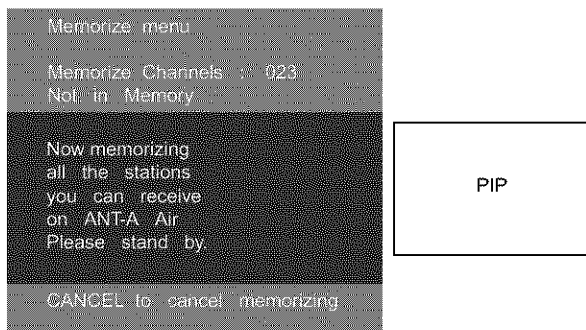 Memorize menu
Memorize Channels : 023
Not in Memory
Now memorizing
all the stations
you can receive
on ANT-A Air
Please stand by.
CANCEL to cancel memorizing
PIP